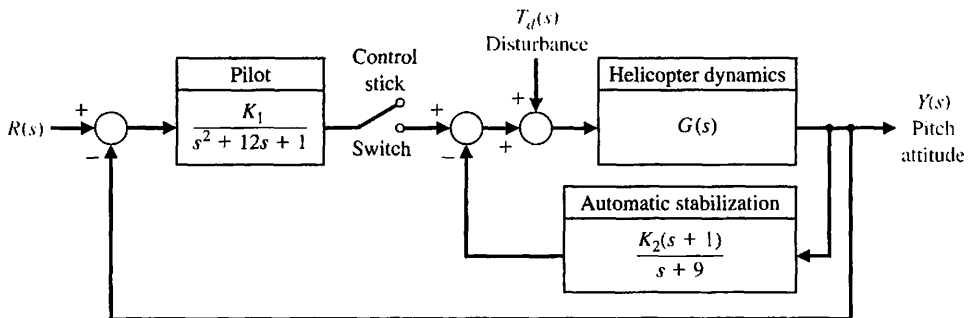 T_d(s)
Disturbance
Pilot
Control
stick
Helicopter dynamics
R(s)
+
−
K_1
s^2 + 12s + 1
Switch
+
−
+
+
G(s)
Y(s)
Pitch
attitude
Automatic stabilization
K_2(s + 1)
s + 9